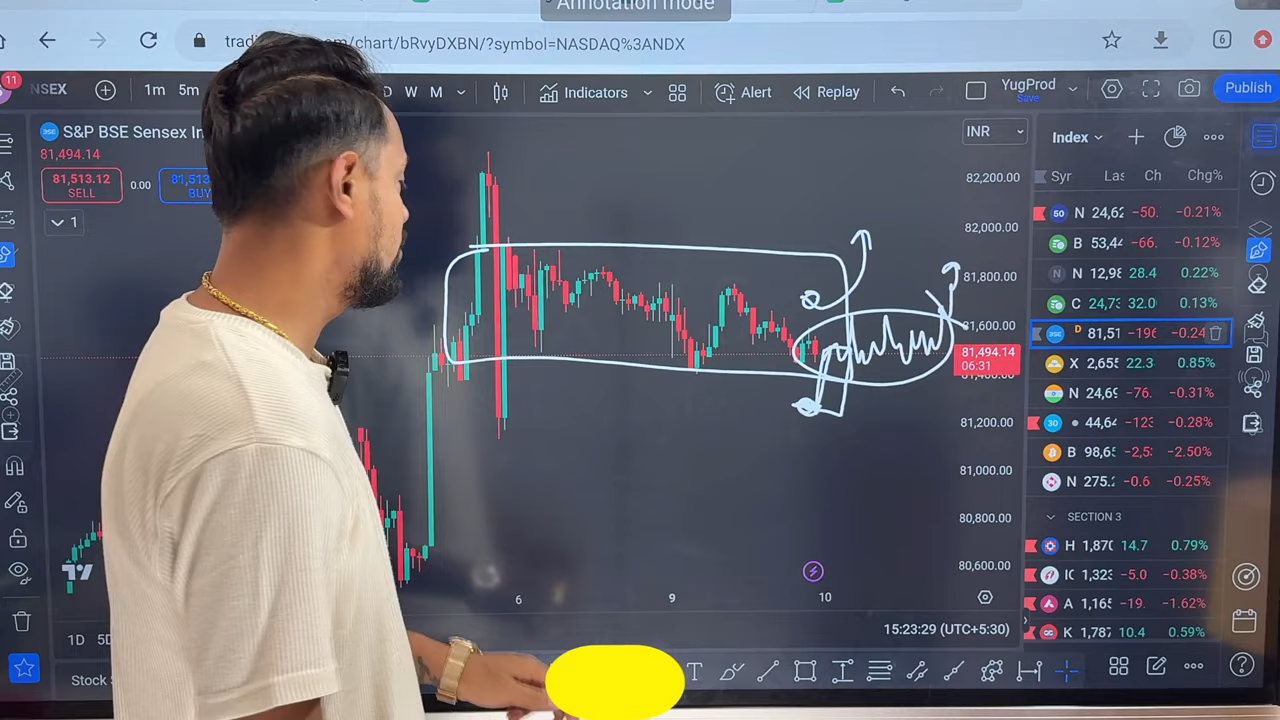 Annotation mode
/chart/bRvyDXBN/?symbol=NASDAQ%3ANDX
6
11
NSEX
1m 5m
D W M
Indicators
Alert
Replay
YugProd
Save
Publish
S&P BSE Sensex In
81,494.14
81,513.12
SELL
0.00
81,513
BUY
1
INR
82,200.00
82,000.00
81,800.00
81,600.00
81,494.14
06:31
81,200.00
81,000.00
80,800.00
80,600.00
6 9 10
15:23:29 (UTC+5:30)
1D 5D
Stock
T
Index
Syr Las Ch Chg%
50 N 24,62 −50. −0.21%
B 53,44 −66. −0.12%
N N 12,98 28.4 0.22%
C 24,73 32.0 0.13%
D 81,51 −196 −0.24
X 2,655 22.3 0.85%
N 24,69 −76. −0.31%
30 44,64 −123 −0.28%
B 98,65 −2,5 −2.50%
N 275.2 −0.6 −0.25%
SECTION 3
H 1,870 14.7 0.79%
IC 1,323 −5.0 −0.38%
A 1,165 −19. −1.62%
K 1,787 10.4 0.59%